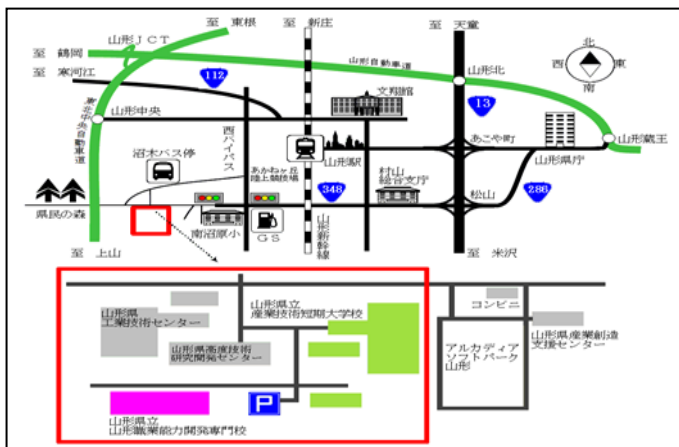 至 東根
至 新庄
至 天童
山形JCT
至 鶴岡
至 寒河江
山形自動車道
北
西
東
南
112
山形北
文翔館
13
山形中央
東北中央自動車道
西バイパス
沼木バス停
あかねヶ丘
陸上競技場
山形駅
あこや町
山形県庁
山形蔵王
村山
総合支庁
348
松山
288
県民の森
南沼原小
GS
山形新幹線
至 上山
至 米沢
山形県
工業技術センター
山形県立
産業技術短期大学校
山形県高度技術
研究開発センター
コンビニ
アルカディア
ソフトパーク
山形
山形県産業創造
支援センター
P
山形県立
山形職業能力開発専門校